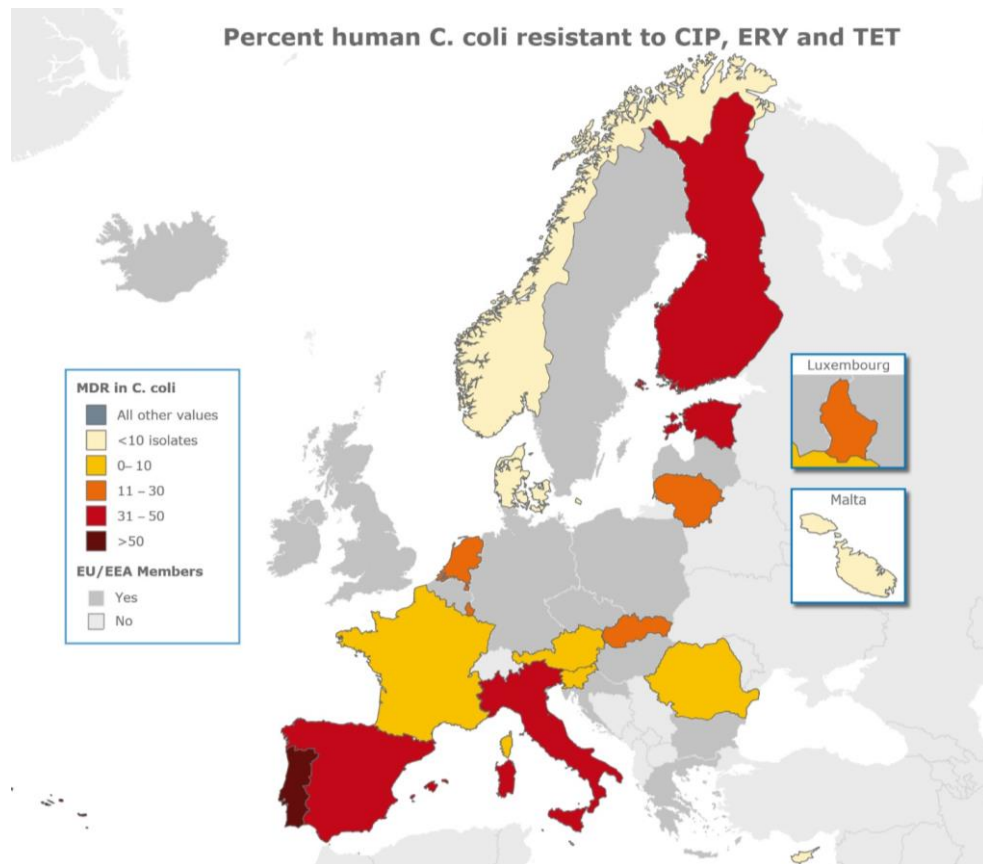 Percent human C. coli resistant to CIP, ERY and TET
MDR in C. coli
All other values
<10 isolates
0– 10
11 – 30
31 – 50
>50
EU/EEA Members
Yes
No
Luxembourg
Malta